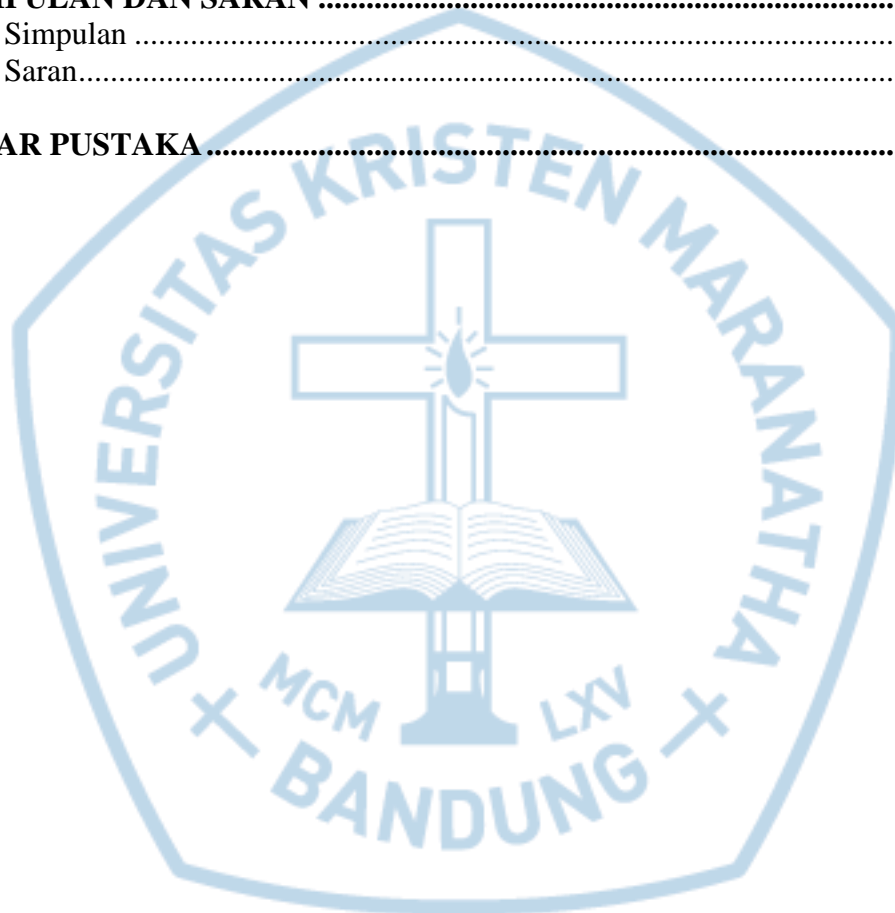 PULAN DAN SARAN ........................................................................
Simpulan ................................................................................................
Saran.......................................................................................................
AR PUSTAKA .......................................................................................
UNIVERSITAS KRISTEN MARANATHA
MCM LXV
+ BANDUNG +